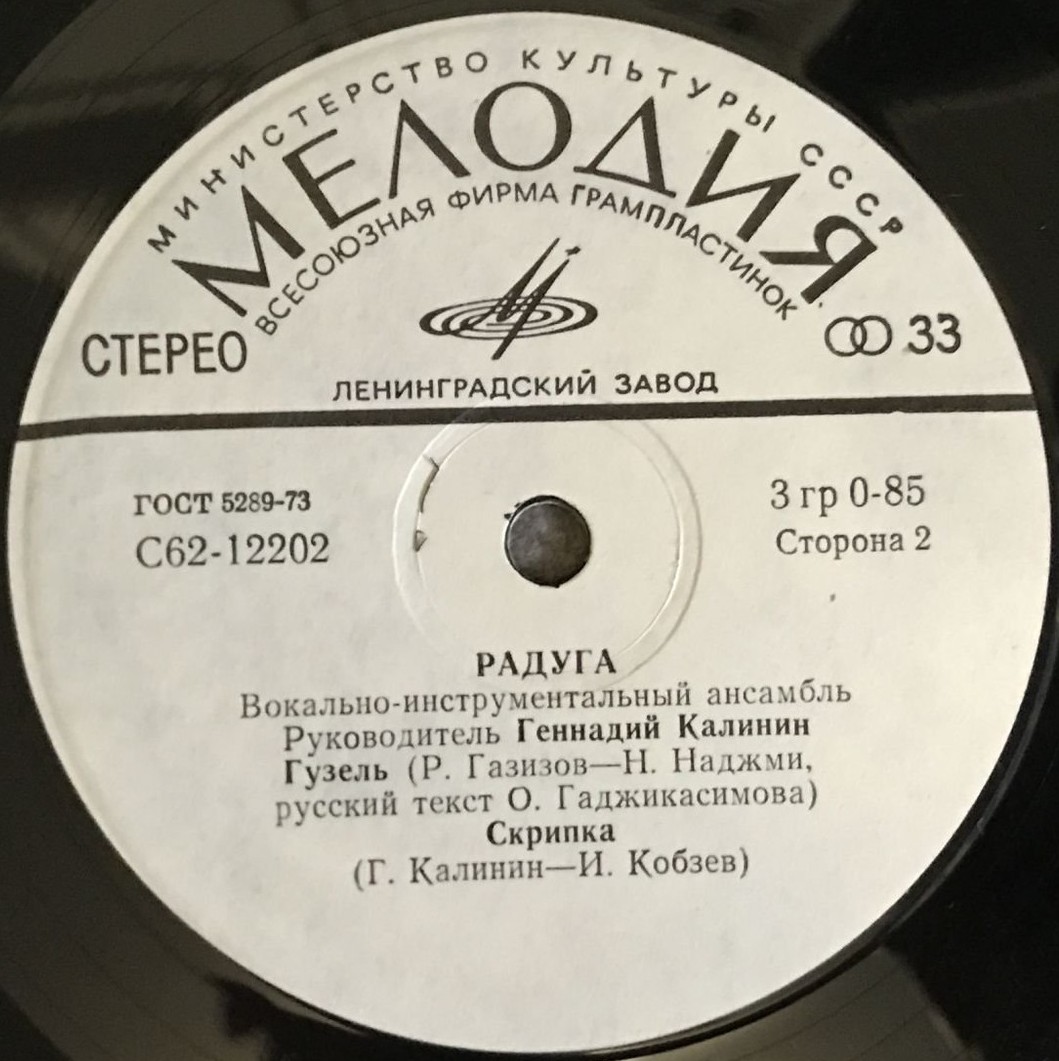 МИНИСТЕРСТВО КУЛЬТУРЫ СССР
МЕЛОДИЯ
ВСЕСОЮЗНАЯ ФИРМА ГРАМПЛАСТИНОК
СТЕРЕО
33
ЛЕНИНГРАДСКИЙ ЗАВОД
ГОСТ 5289-73
С62-12202
3 гр 0-85
Сторона 2
РАДУГА
Вокально-инструментальный ансамбль
Руководитель Геннадий Калинин
Гузель (Р. Газизов—Н. Наджми,
русский текст О. Гаджикасимова)
Скрипка
(Г. Калинин—И. Кобзев)